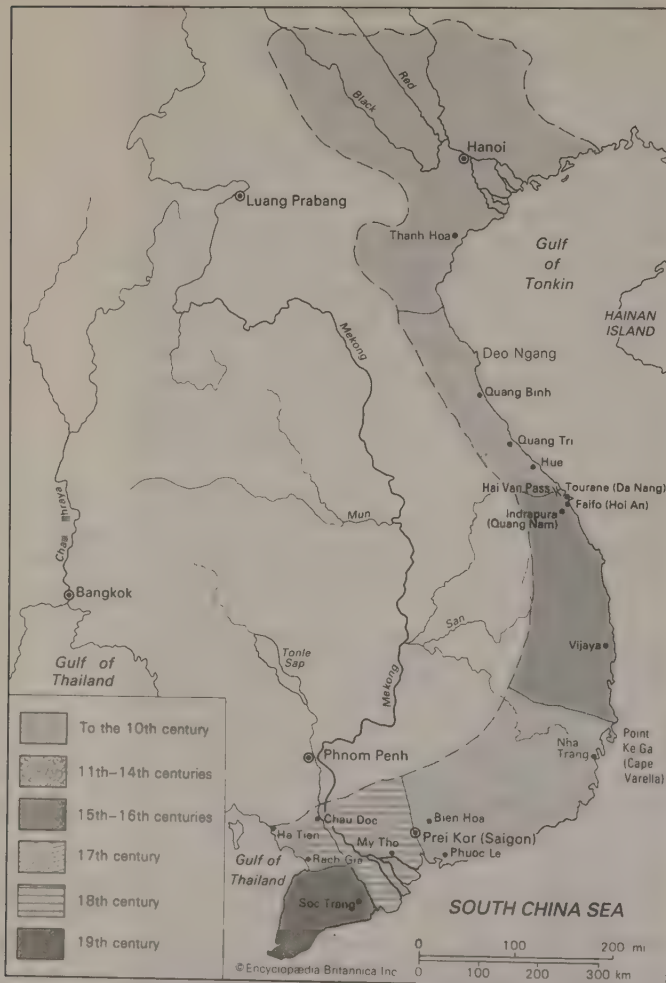 Black
Red
Hanoi
Luang Prabang
Thanh Hoa
Gulf
of
Tonkin
HAINAN
ISLAND
Mekong
Deo Ngang
Quang Binh
Quang Tri
Hue
Hai Van Pass
Tourane (Da Nang)
Faifo (Hoi An)
Indrapura
(Quang Nam)
Mun
Bangkok
San
Gulf of
Thailand
Tonle
Sap
Vijaya
Mekong
Phnom Penh
Nha
Trang
Point
Ke Ga
(Cape
Varella)
Chau Doc
Bien Hoa
Ha Tien
My Tho
Prei Kor (Saigon)
Gulf of
Thailand
Rach Gia
Phuoc Le
Soc Trang
SOUTH CHINA SEA
To the 10th century
11th–14th centuries
15th–16th centuries
17th century
18th century
19th century
© Encyclopædia Britannica Inc
0 100 200 mi
0 100 200 300 km